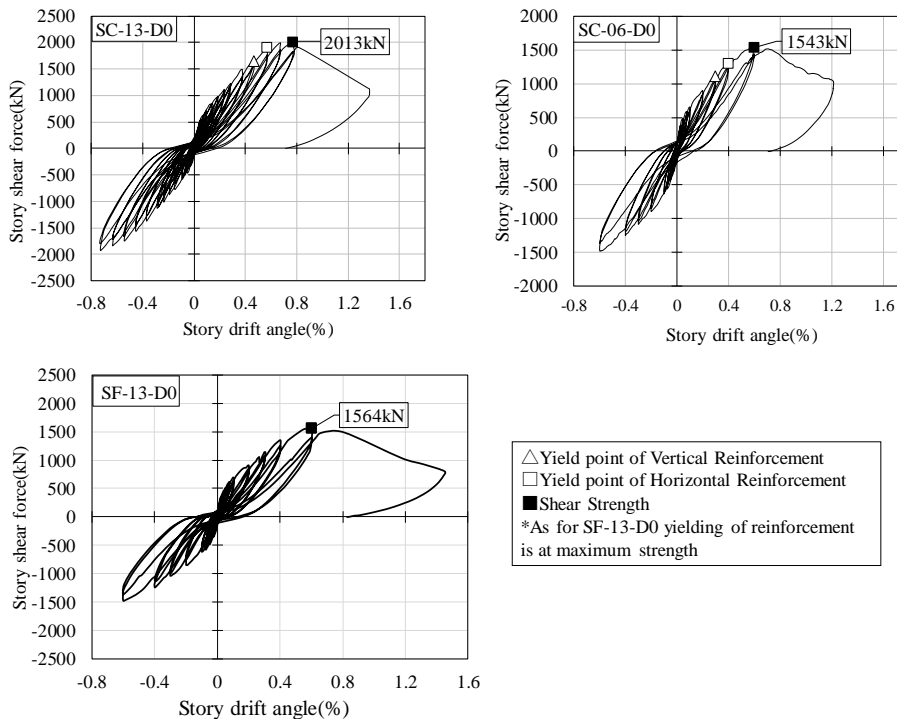 SC-13-D0
2013kN
2500
2000
1500
1000
500
0
-500
-1000
-1500
-2000
-2500
-0.8 -0.4 0 0.4 0.8 1.2 1.6
Story shear force(kN)
Story drift angle(%)
SC-06-D0
1543kN
2000
1500
1000
500
0
-500
-1000
-1500
-2000
-0.8 -0.4 0 0.4 0.8 1.2 1.6
Story shear force(kN)
Story drift angle(%)
SF-13-D0
1564kN
2500
2000
1500
1000
500
0
-500
-1000
-1500
-2000
-2500
-0.8 -0.4 0 0.4 0.8 1.2 1.6
Story shear force(kN)
Story drift angle(%)
△Yield point of Vertical Reinforcement
□Yield point of Horizontal Reinforcement
■Shear Strength
*As for SF-13-D0 yielding of reinforcement
is at maximum strength